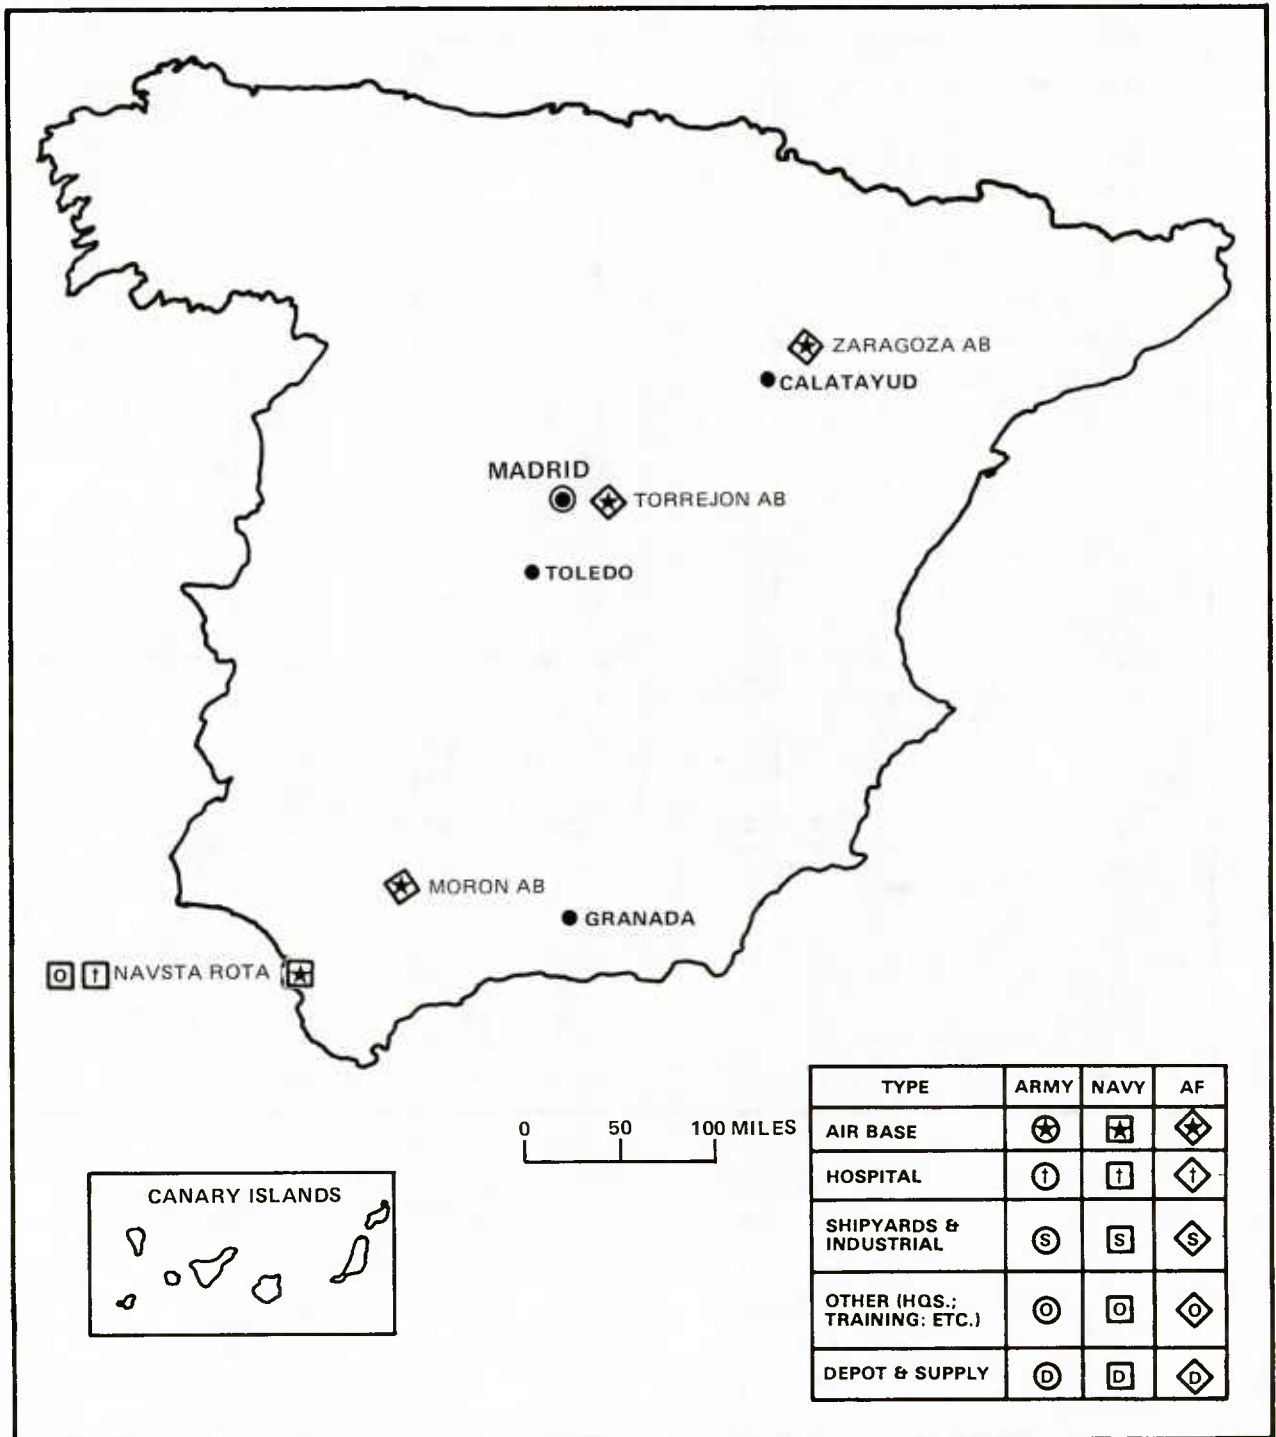 ZARAGOZA AB
CALATAYUD
MADRID
TORREJON AB
TOLEDO
MORON AB
GRANADA
O † NAVSTA ROTA
0 50 100 MILES
CANARY ISLANDS
TYPE ARMY NAVY AF
AIR BASE
HOSPITAL † † †
SHIPYARDS &
INDUSTRIAL S S S
OTHER (HQS.;
TRAINING: ETC.) O O O
DEPOT & SUPPLY D D D